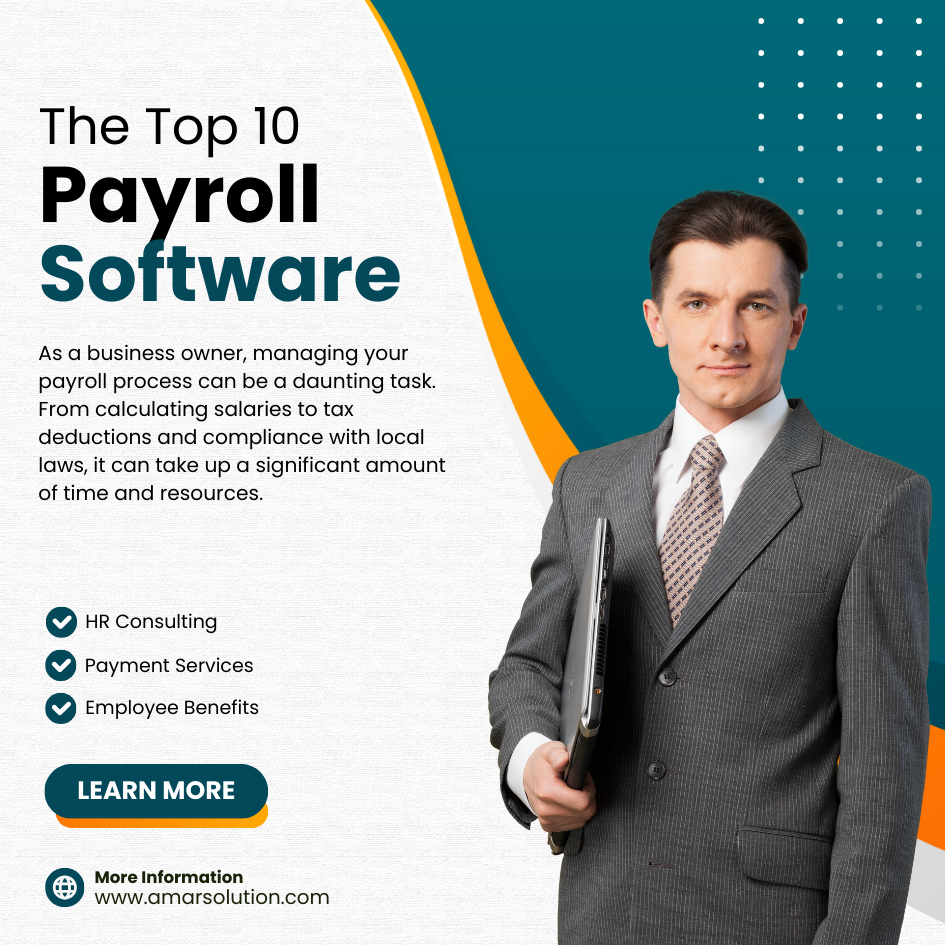 The Top 10
Payroll
Software
As a business owner, managing your
payroll process can be a daunting task.
From calculating salaries to tax
deductions and compliance with local
laws, it can take up a significant amount
of time and resources.
HR Consulting
Payment Services
Employee Benefits
LEARN MORE
More Information
www.amarsolution.com